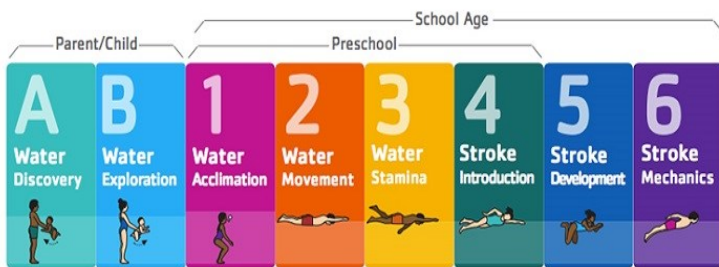 School Age
Parent/Child
Preschool
A
Water
Discovery
B
Water
Exploration
1
Water
Acclimation
2
Water
Movement
3
Water
Stamina
4
Stroke
Introduction
5
Stroke
Development
6
Stroke
Mechanics